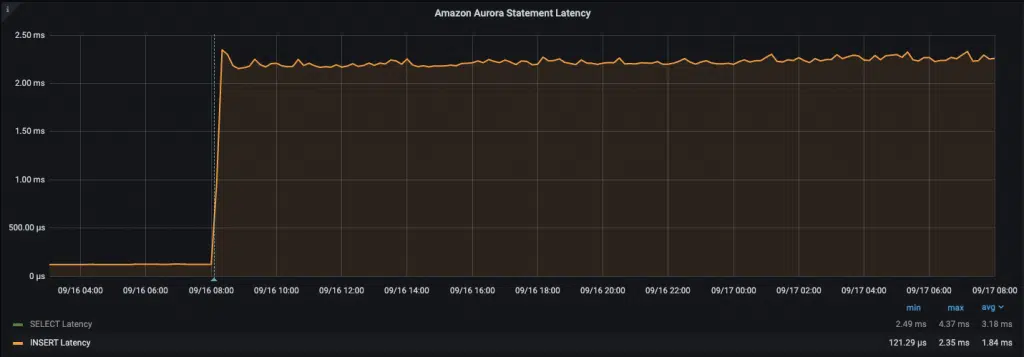 i
Amazon Aurora Statement Latency
2.50 ms
2.00 ms
1.50 ms
1.00 ms
500.00 µs
0 µs
09/16 04:00 09/16 06:00 09/16 08:00 09/16 10:00 09/16 12:00 09/16 14:00 09/16 16:00 09/16 18:00 09/16 20:00 09/16 22:00 09/17 00:00 09/17 02:00 09/17 04:00 09/17 06:00 09/17 08:00
min max avg
SELECT Latency 2.49 ms 4.37 ms 3.18 ms
INSERT Latency 121.29 µs 2.35 ms 1.84 ms